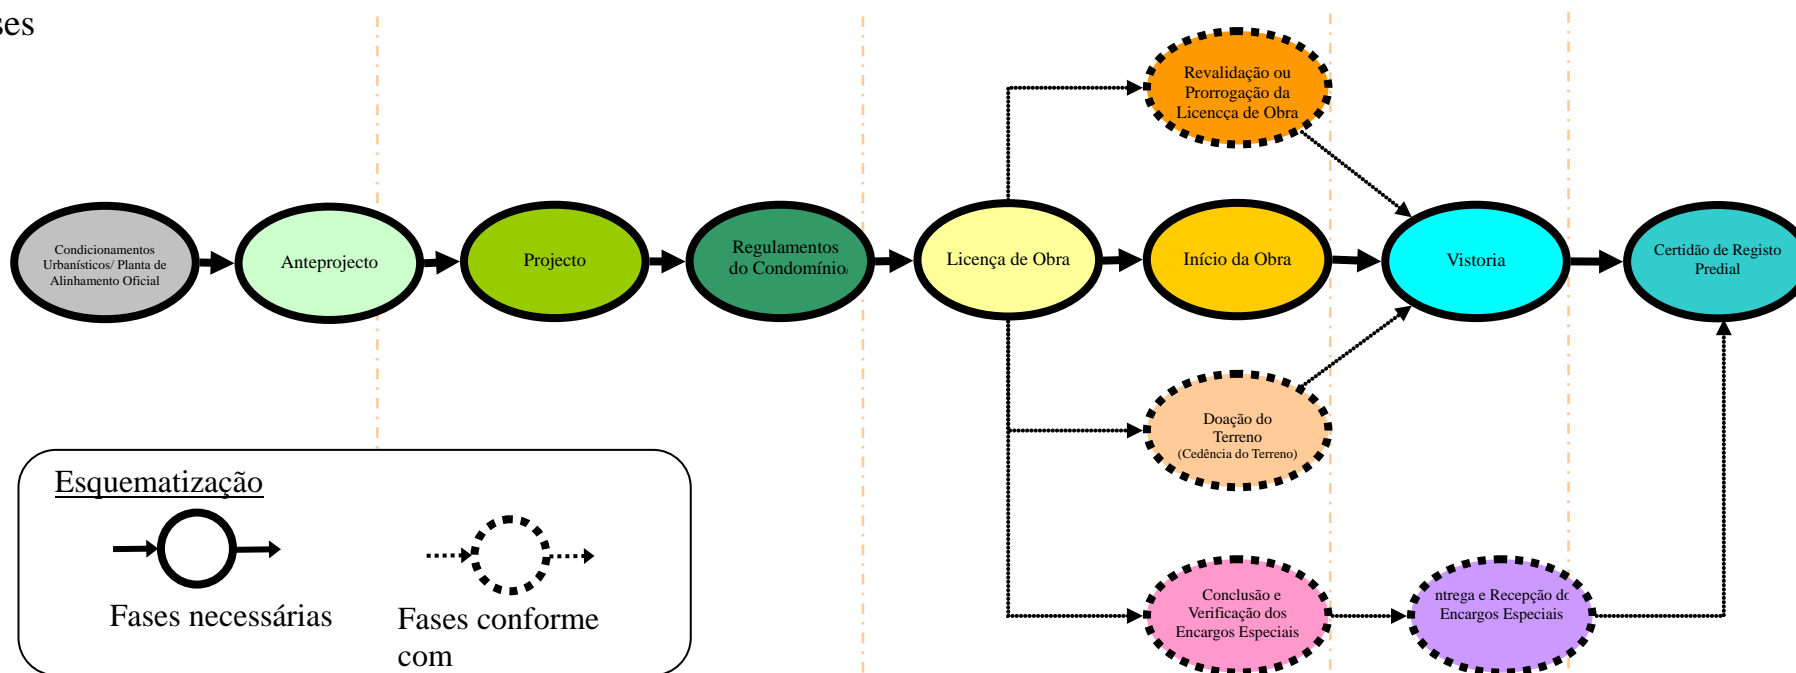 ses
Revalidação ou
Prorrogação da
Licencça de Obra
Condicionamentos
Urbanísticos/ Planta de
Alinhamento Oficial
Anteprojecto
Projecto
Regulamentos
do Condomínio
Licença de Obra
Início da Obra
Vistoria
Certidão de Registo
Predial
Doação do
Terreno
(Cedência do Terreno)
Esquematização
Fases necessárias
Fases conforme
com
Conclusão e
Verificação dos
Encargos Especiais
ntrega e Recepção do
Encargos Especiais